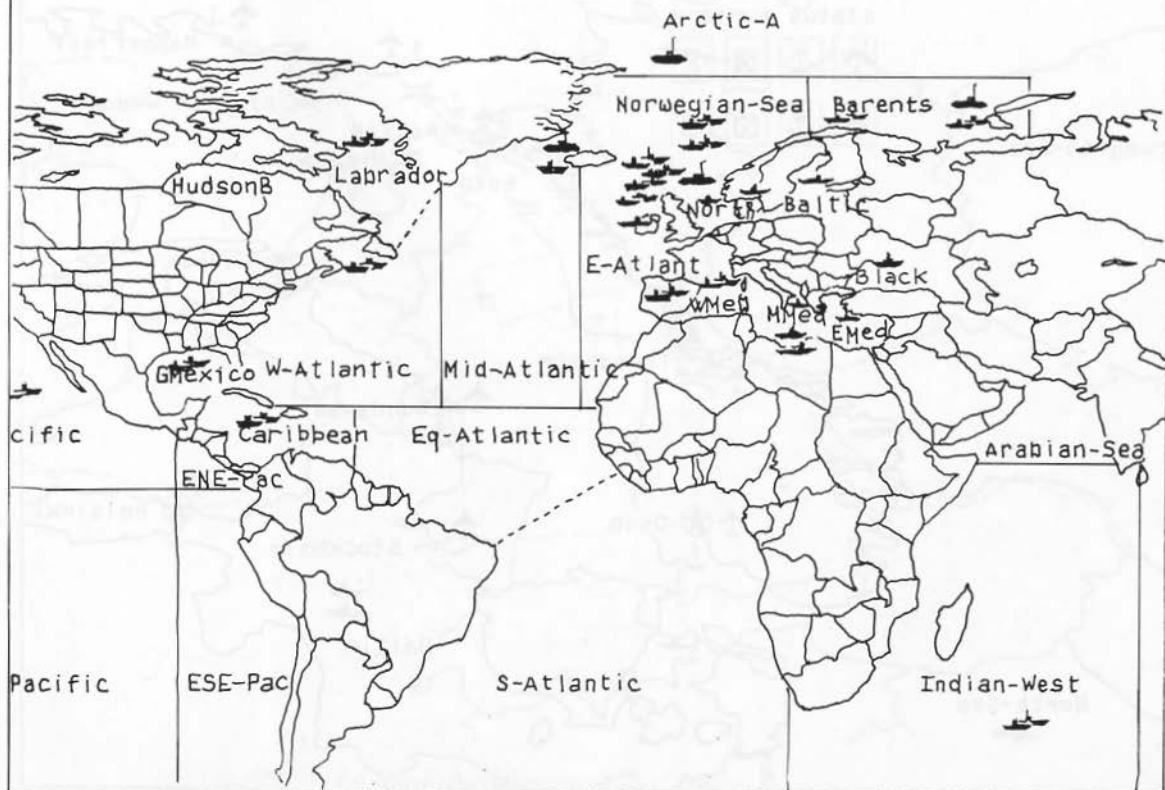 Arctic-A
Norwegian-Sea
Barents
HudsonB
Labrador
North
Baltic
E-Atlant
Black
WMed
MMed
EMed
GMexico
W-Atlantic
Mid-Atlantic
cific
Caribbean
Eq-Atlantic
Arabian-Sea
ENE-Pac
Pacific
ESE-Pac
S-Atlantic
Indian-West